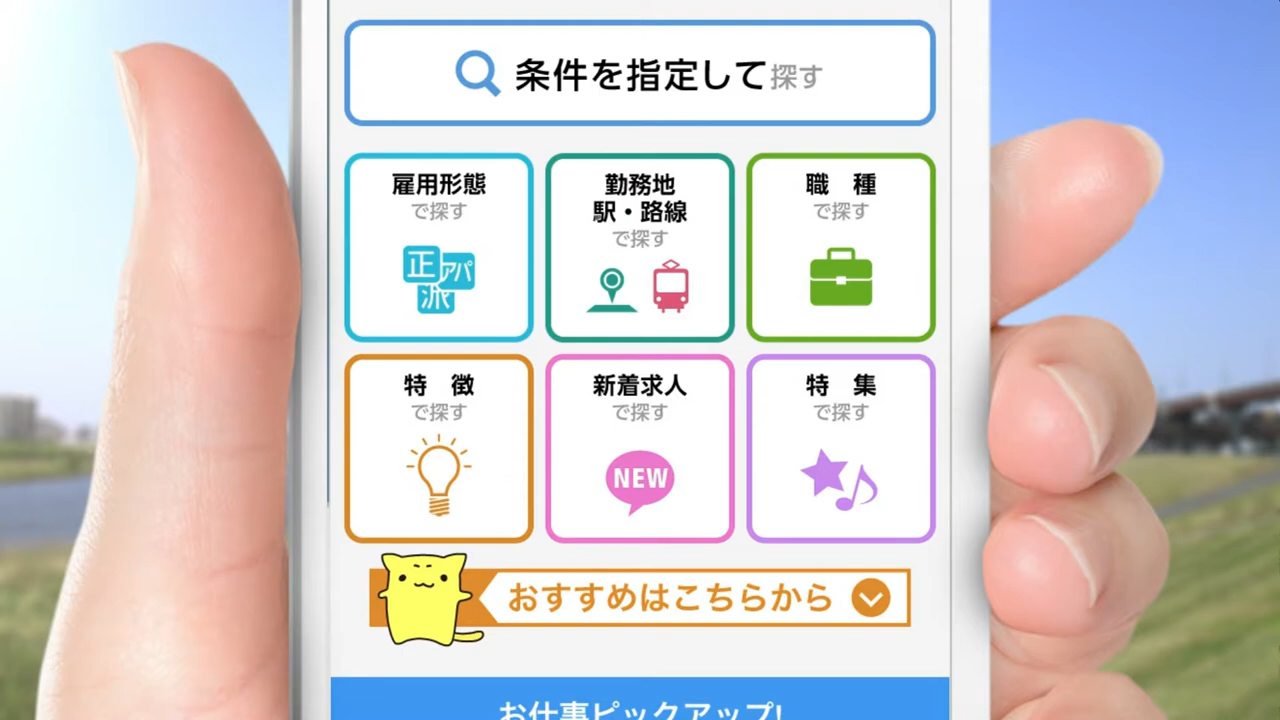 条件を指定して探す
雇用形態
で探す
正
アパ
派
勤務地
駅・路線
で探す
職　種
で探す
特　徴
で探す
新着求人
で探す
NEW
特　集
で探す
おすすめはこちらから
お仕事ピックアップ!